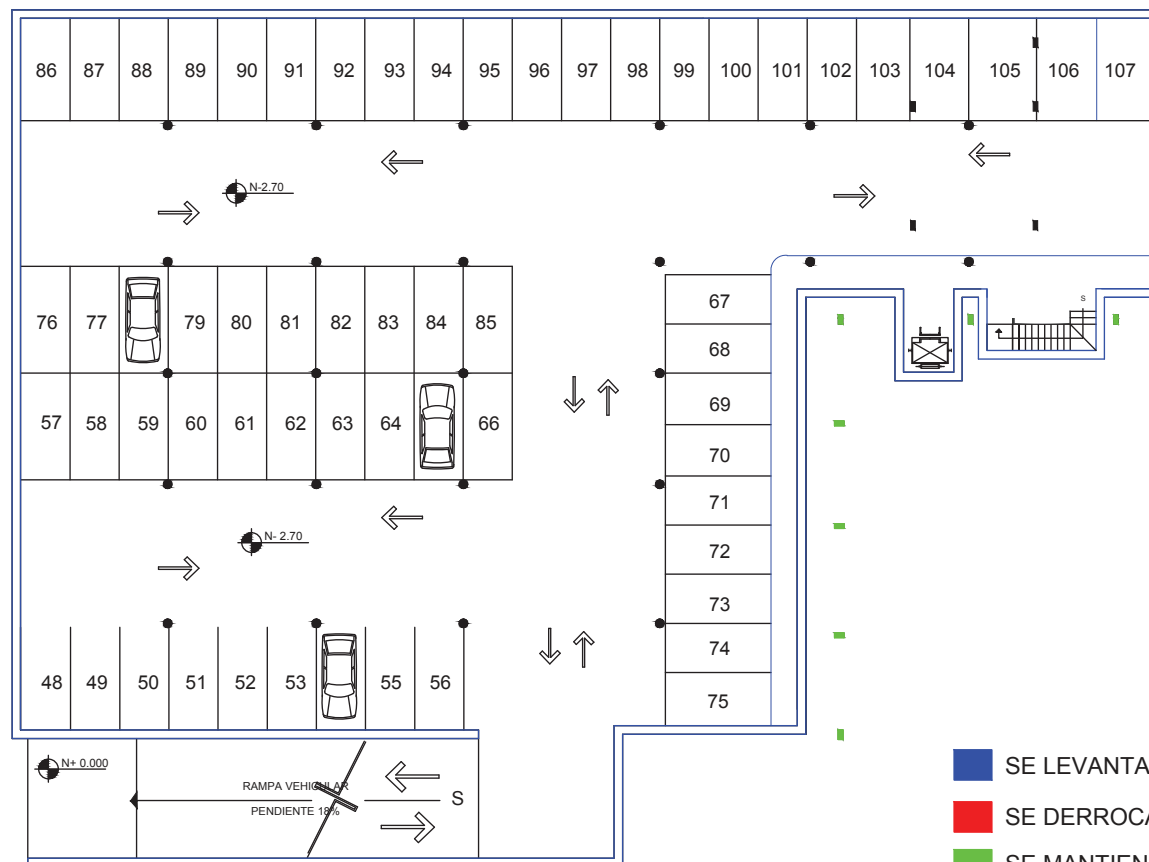 86 87 88 89 90 91 92 93 94 95 96 97 98 99 100 101 102 103 104 105 106 107
N-2.70
76 77 79 80 81 82 83 84 85
67
S
68
57 58 59 60 61 62 63 64 66
69
70
71
N- 2.70
72
73
74
48 49 50 51 52 53 55 56
75
N+ 0.000
RAMPA VEHICULAR
S
PENDIENTE 18%
SE LEVANTA
SE DERROCA
SE MANTIEN